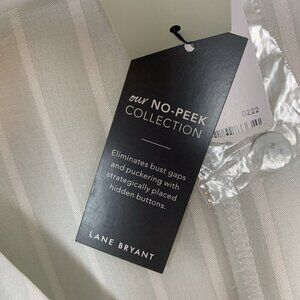 our NO-PEEK
COLLECTION
Eliminates bust gaps
and puckering with
strategically placed
hidden buttons.
LANE BRYANT
0222